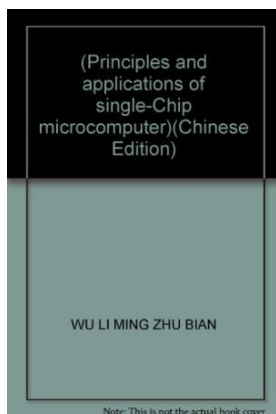 (Principles and
applications of
single-Chip
microcomputer)(Chinese
Edition)
WU LI MING ZHU BIAN
Note: This is not the actual book cover